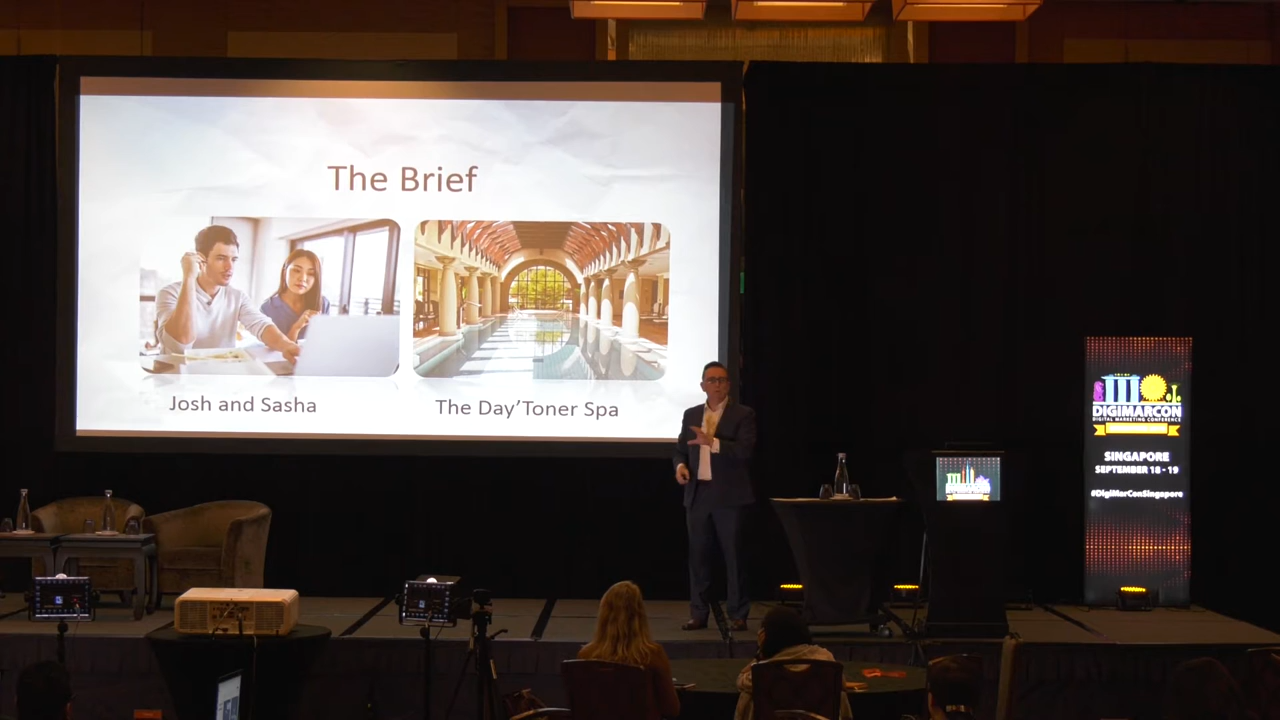 The Brief
Josh and Sasha
The Day'Toner Spa
DIGIMARCON
DIGITAL MARKETING CONFERENCE
SINGAPORE
SEPTEMBER 18 - 19
#DigiMarConSingapore